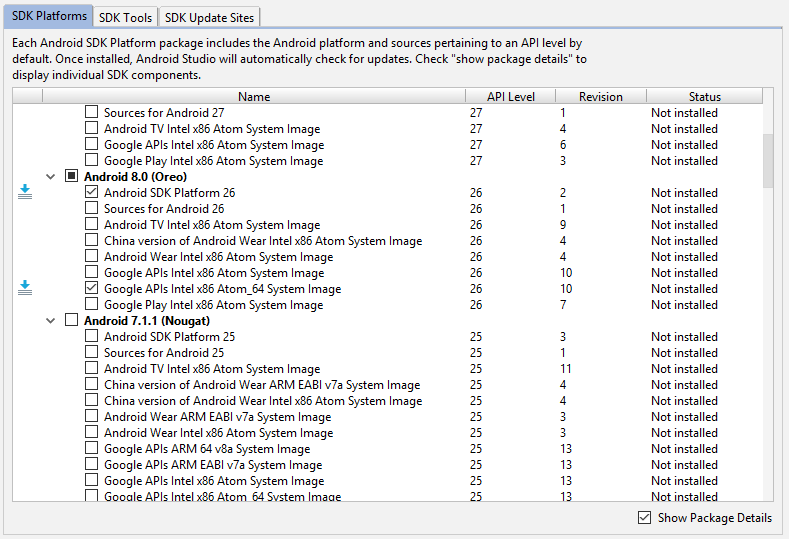 SDK Platforms SDK Tools SDK Update Sites
Each Android SDK Platform package includes the Android platform and sources pertaining to an API level by
default. Once installed, Android Studio will automatically check for updates. Check "show package details" to
display individual SDK components.
Name API Level Revision Status
Sources for Android 27 27 1 Not installed
Android TV Intel x86 Atom System Image 27 4 Not installed
Google APIs Intel x86 Atom System Image 27 6 Not installed
Google Play Intel x86 Atom System Image 27 3 Not installed
Android 8.0 (Oreo)
Android SDK Platform 26 26 2 Not installed
Sources for Android 26 26 1 Not installed
Android TV Intel x86 Atom System Image 26 9 Not installed
China version of Android Wear Intel x86 Atom System Image 26 4 Not installed
Android Wear Intel x86 Atom System Image 26 4 Not installed
Google APIs Intel x86 Atom System Image 26 10 Not installed
Google APIs Intel x86 Atom_64 System Image 26 10 Not installed
Google Play Intel x86 Atom System Image 26 7 Not installed
Android 7.1.1 (Nougat)
Android SDK Platform 25 25 3 Not installed
Sources for Android 25 25 1 Not installed
Android TV Intel x86 Atom System Image 25 11 Not installed
China version of Android Wear ARM EABI v7a System Image 25 4 Not installed
China version of Android Wear Intel x86 Atom System Image 25 4 Not installed
Android Wear ARM EABI v7a System Image 25 3 Not installed
Android Wear Intel x86 Atom System Image 25 3 Not installed
Google APIs ARM 64 v8a System Image 25 13 Not installed
Google APIs ARM EABI v7a System Image 25 13 Not installed
Google APIs Intel x86 Atom System Image 25 13 Not installed
Google APIs Intel x86 Atom_64 System Image 25 13 Not installed
Show Package Details